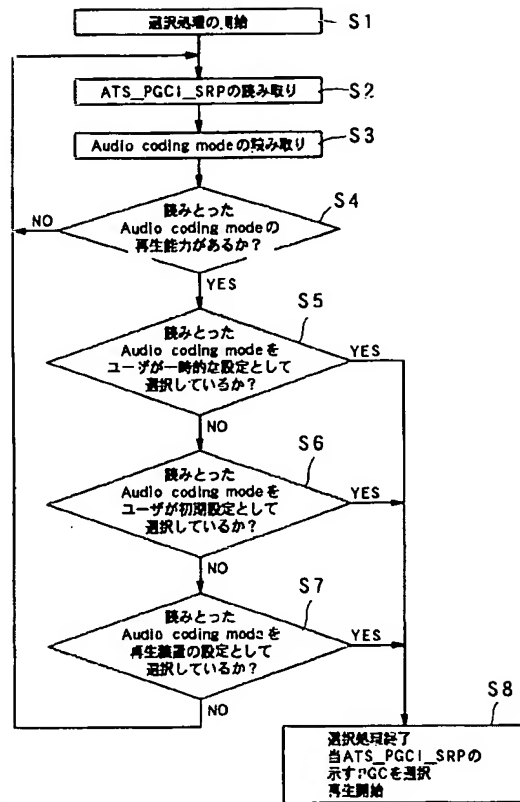 選択処理の開始
S1
ATS_PGCI_SRPの読み取り
S2
Audio coding modeの読み取り
S3
読みとった
Audio coding modeの
再生能力があるか?
S4
NO
YES
読みとった
Audio coding modeを
ユーザが一時的な設定として
選択しているか?
S5
YES
NO
読みとった
Audio coding modeを
ユーザが初期設定として
選択しているか?
S6
YES
NO
読みとった
Audio coding modeを
再生装置の設定として
選択しているか?
S7
YES
NO
S8
選択処理終了
当ATS_PGCI_SRPの
示すPGCを選択
再生開始